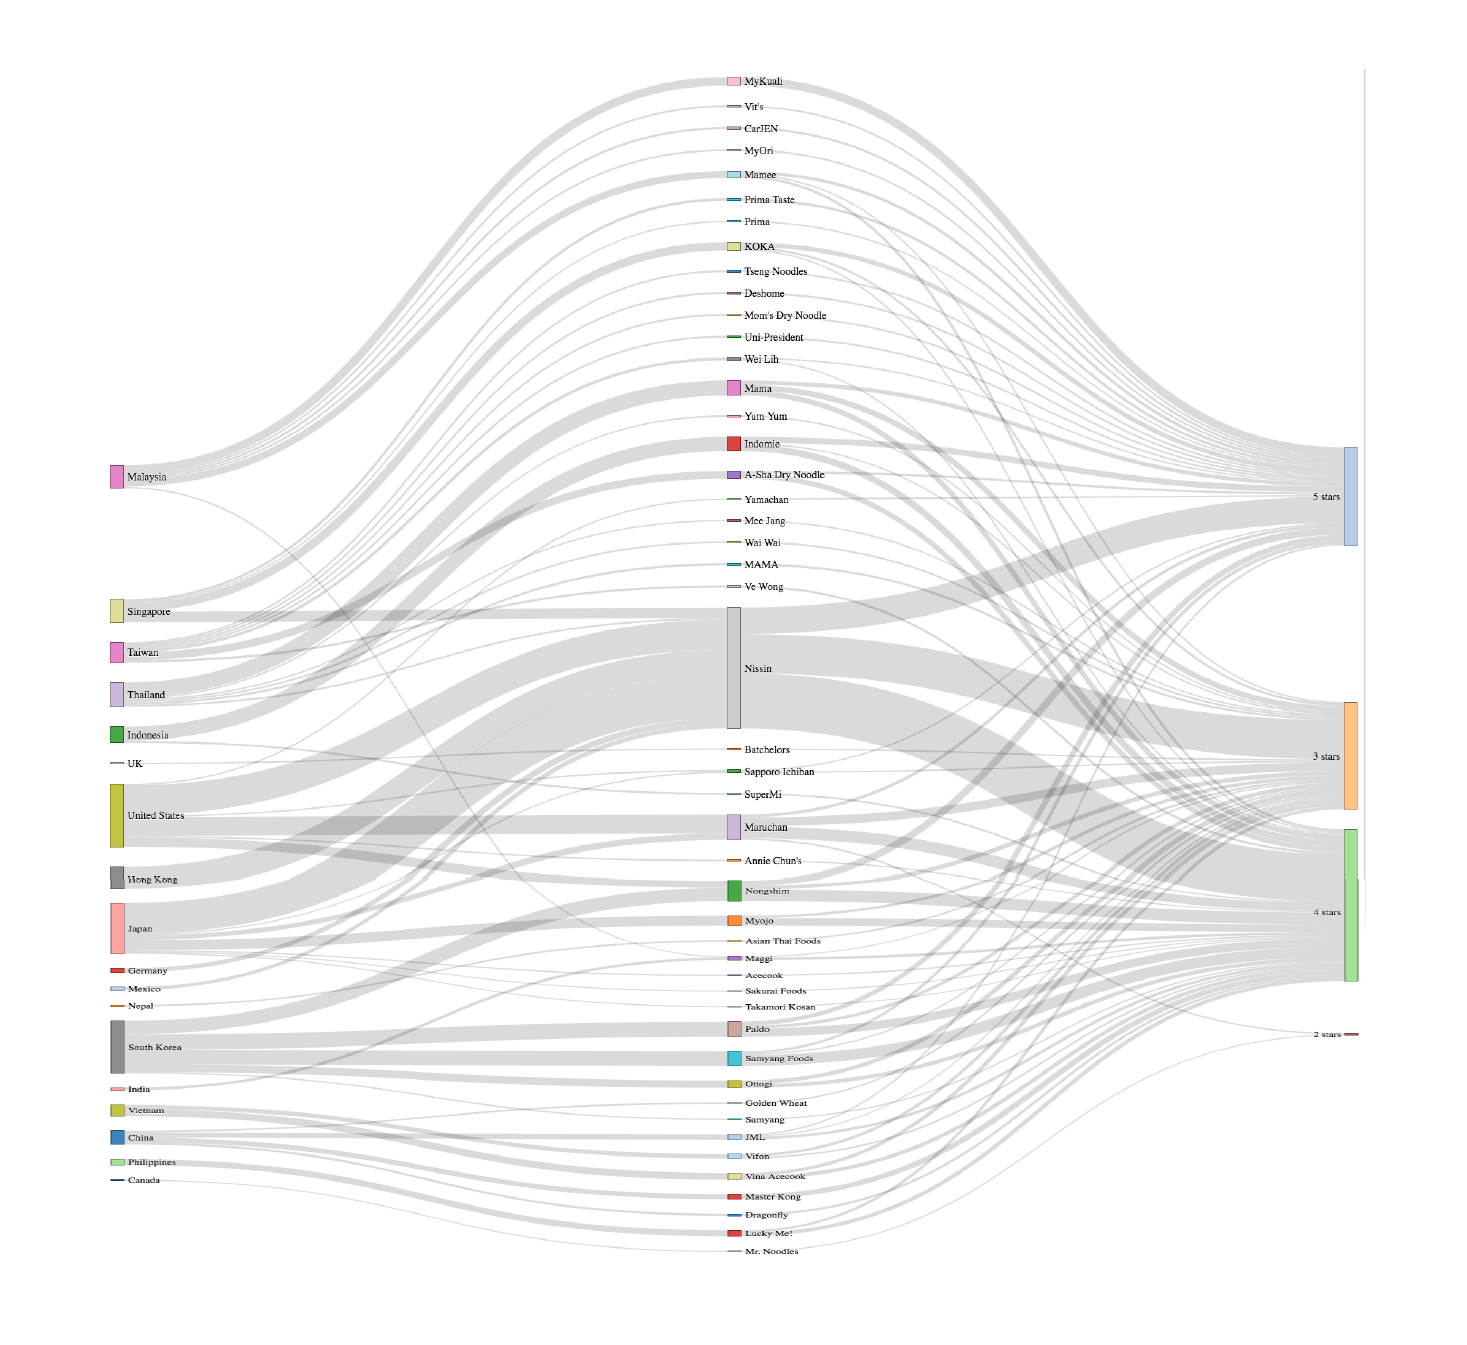 MyKuali
Vit's
CarJEN
MyOri
Mamee
Prima Taste
Prima
KOKA
Tseng Noodles
Deshome
Mom's Dry Noodle
Uni-President
Wei Lih
Mama
Yum Yum
Indomie
A-Sha Dry Noodle
Yamachan
Mee Jang
Wai Wai
MAMA
Ve Wong
Nissin
Batchelors
Sapporo Ichiban
SuperMi
Maruchan
Annie Chun's
Nongshim
Myojo
Asian Thai Foods
Maggi
Acecook
Sakurai Foods
Takamori Kosan
Paldo
Samyang Foods
Ottogi
Golden Wheat
Samyang
JML
Vifon
Vina Acecook
Master Kong
Dragonfly
Lucky Me!
Mr. Noodles
Malaysia
Singapore
Taiwan
Thailand
Indonesia
UK
United States
Hong Kong
Japan
Germany
Mexico
Nepal
South Korea
India
Vietnam
China
Philippines
Canada
5 stars
3 stars
4 stars
2 stars